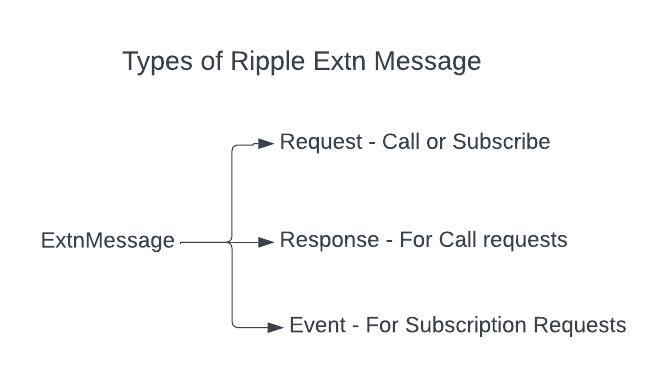 Types of Ripple Extn Message
Request - Call or Subscribe
ExtnMessage
Response - For Call requests
Event - For Subscription Requests